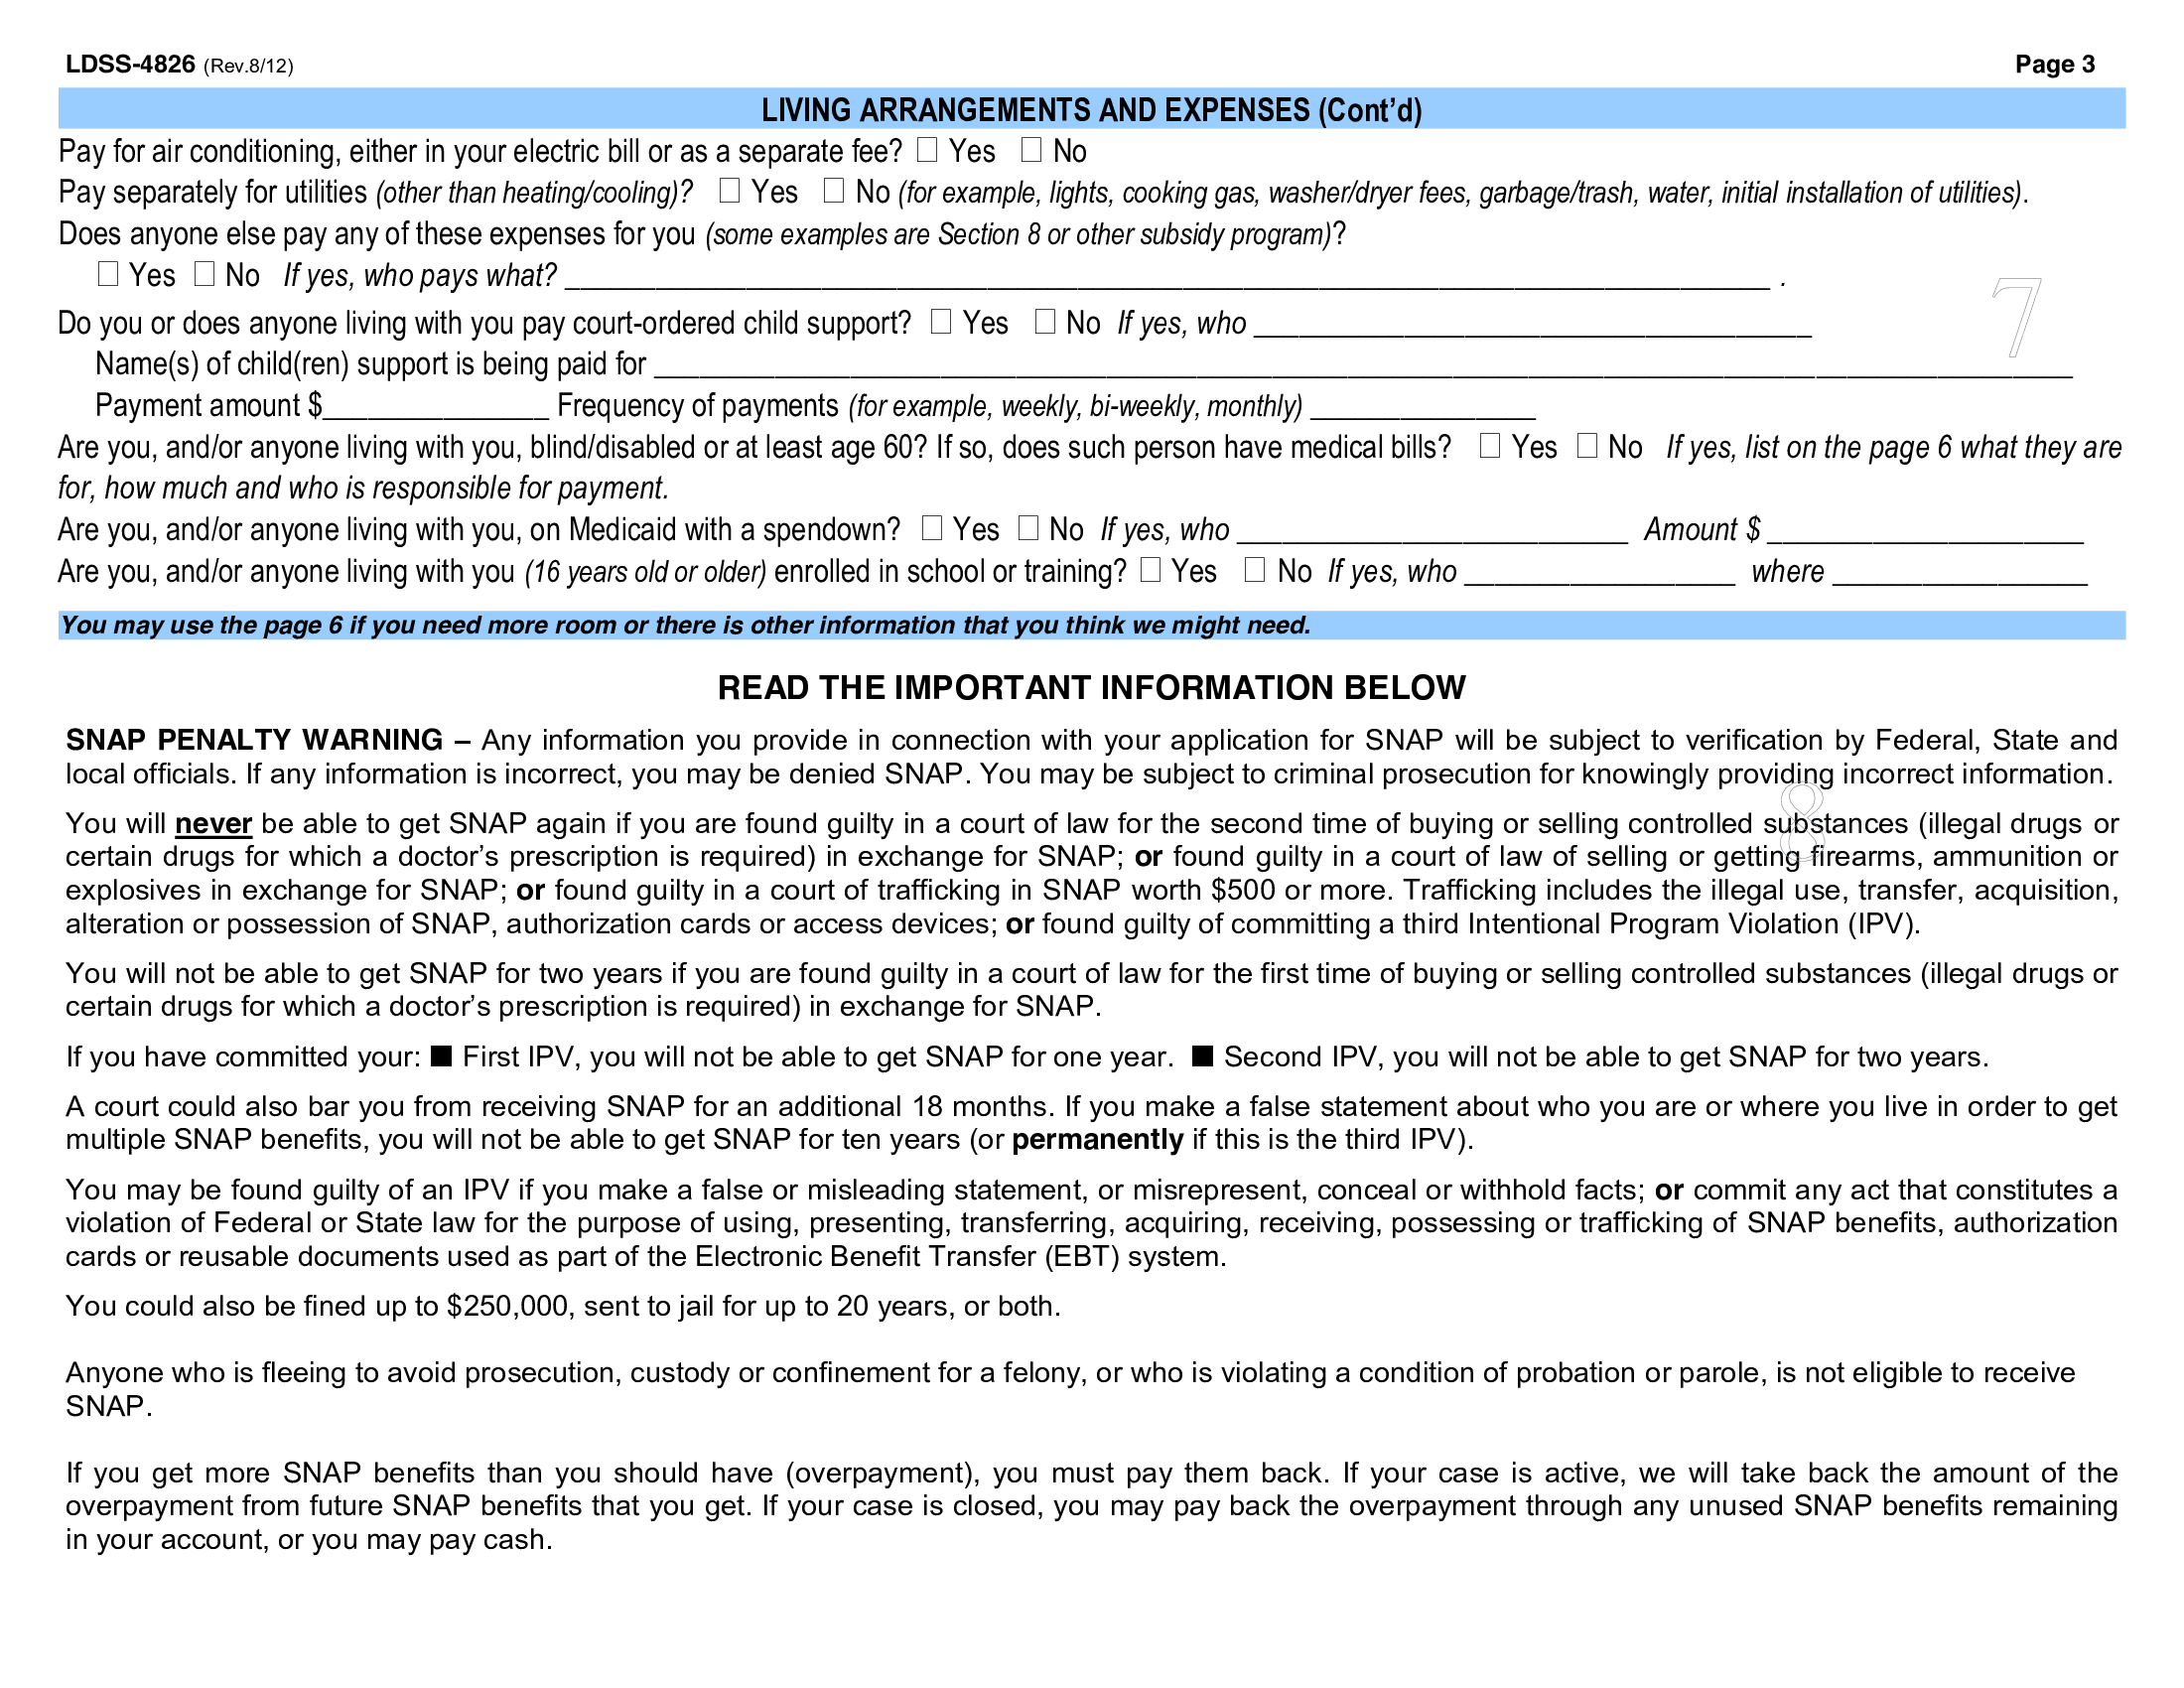 LDSS-4826 (Rev.8/12) Page 3
LIVING ARRANGEMENTS AND EXPENSES (Cont’d)
Pay for air conditioning, either in your electric bill or as a separate fee? ☐ Yes ☐ No
Pay separately for utilities (other than heating/cooling)? ☐ Yes ☐ No (for example, lights, cooking gas, washer/dryer fees, garbage/trash, water, initial installation of utilities).
Does anyone else pay any of these expenses for you (some examples are Section 8 or other subsidy program)?
☐ Yes ☐ No If yes, who pays what? ______________________________ .
7
Do you or does anyone living with you pay court-ordered child support? ☐ Yes ☐ No If yes, who ______________________________
Name(s) of child(ren) support is being paid for ______________________________
Payment amount $_______________ Frequency of payments (for example, weekly, bi-weekly, monthly) _______________
Are you, and/or anyone living with you, blind/disabled or at least age 60? If so, does such person have medical bills? ☐ Yes ☐ No If yes, list on the page 6 what they are
for, how much and who is responsible for payment.
Are you, and/or anyone living with you, on Medicaid with a spendown? ☐ Yes ☐ No If yes, who __________________________ Amount $ _____________________
Are you, and/or anyone living with you (16 years old or older) enrolled in school or training? ☐ Yes ☐ No If yes, who __________________ where _________________
You may use the page 6 if you need more room or there is other information that you think we might need.
READ THE IMPORTANT INFORMATION BELOW
SNAP PENALTY WARNING – Any information you provide in connection with your application for SNAP will be subject to verification by Federal, State and
local officials. If any information is incorrect, you may be denied SNAP. You may be subject to criminal prosecution for knowingly providing incorrect information.
8
You will never be able to get SNAP again if you are found guilty in a court of law for the second time of buying or selling controlled substances (illegal drugs or
certain drugs for which a doctor’s prescription is required) in exchange for SNAP; or found guilty in a court of law of selling or getting firearms, ammunition or
explosives in exchange for SNAP; or found guilty in a court of trafficking in SNAP worth $500 or more. Trafficking includes the illegal use, transfer, acquisition,
alteration or possession of SNAP, authorization cards or access devices; or found guilty of committing a third Intentional Program Violation (IPV).
You will not be able to get SNAP for two years if you are found guilty in a court of law for the first time of buying or selling controlled substances (illegal drugs or
certain drugs for which a doctor’s prescription is required) in exchange for SNAP.
If you have committed your: ■ First IPV, you will not be able to get SNAP for one year. ■ Second IPV, you will not be able to get SNAP for two years.
A court could also bar you from receiving SNAP for an additional 18 months. If you make a false statement about who you are or where you live in order to get
multiple SNAP benefits, you will not be able to get SNAP for ten years (or permanently if this is the third IPV).
You may be found guilty of an IPV if you make a false or misleading statement, or misrepresent, conceal or withhold facts; or commit any act that constitutes a
violation of Federal or State law for the purpose of using, presenting, transferring, acquiring, receiving, possessing or trafficking of SNAP benefits, authorization
cards or reusable documents used as part of the Electronic Benefit Transfer (EBT) system.
You could also be fined up to $250,000, sent to jail for up to 20 years, or both.
Anyone who is fleeing to avoid prosecution, custody or confinement for a felony, or who is violating a condition of probation or parole, is not eligible to receive
SNAP.
If you get more SNAP benefits than you should have (overpayment), you must pay them back. If your case is active, we will take back the amount of the
overpayment from future SNAP benefits that you get. If your case is closed, you may pay back the overpayment through any unused SNAP benefits remaining
in your account, or you may pay cash.